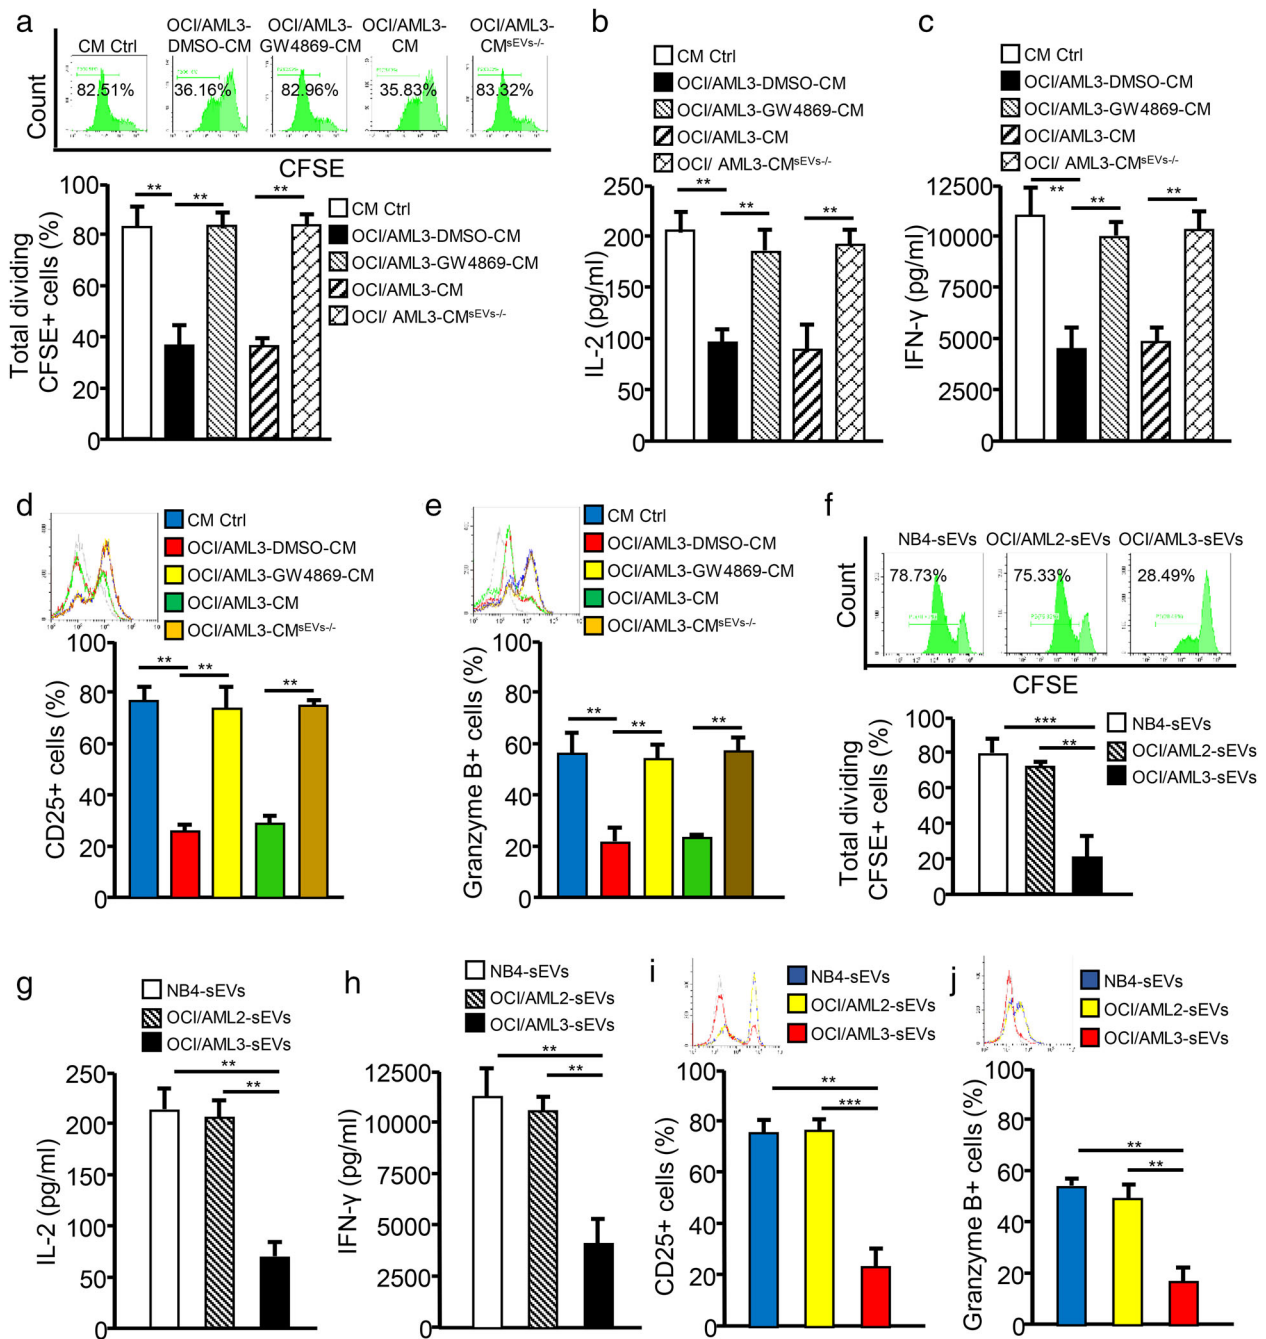 a
CM Ctrl
OCI/AML3-
DMSO-CM
OCI/AML3-
GW4869-CM
OCI/AML3-
CM
OCI/AML3-
CMsEVs-/-
Count
82.51%
36.16%
82.96%
35.83%
83.32%
CFSE
Total dividing
CFSE+ cells (%)
100
80
60
40
20
0
** ** **
CM Ctrl
OCI/AML3-DMSO-CM
OCI/AML3-GW4869-CM
OCI/AML3-CM
OCI/ AML3-CMsEVs-/-
b
CM Ctrl
OCI/AML3-DMSO-CM
OCI/AML3-GW4869-CM
OCI/AML3-CM
OCI/ AML3-CMsEVs-/-
IL-2 (pg/ml)
250
200
150
100
50
0
** ** **
c
CM Ctrl
OCI/AML3-DMSO-CM
OCI/AML3-GW4869-CM
OCI/AML3-CM
OCI/ AML3-CMsEVs-/-
IFN-γ (pg/ml)
12500
10000
7500
5000
2500
0
** ** **
d
CM Ctrl
OCI/AML3-DMSO-CM
OCI/AML3-GW4869-CM
OCI/AML3-CM
OCI/AML3-CMsEVs-/-
CD25+ cells (%)
100
80
60
40
20
0
** ** **
e
CM Ctrl
OCI/AML3-DMSO-CM
OCI/AML3-GW4869-CM
OCI/AML3-CM
OCI/AML3-CMsEVs-/-
Granzyme B+ cells (%)
100
80
60
40
20
0
** ** **
f
NB4-sEVs
OCI/AML2-sEVs
OCI/AML3-sEVs
Count
78.73%
75.33%
28.49%
CFSE
Total dividing
CFSE+ cells (%)
100
80
60
40
20
0
***
**
NB4-sEVs
OCI/AML2-sEVs
OCI/AML3-sEVs
g
NB4-sEVs
OCI/AML2-sEVs
OCI/AML3-sEVs
IL-2 (pg/ml)
250
200
150
100
50
0
**
**
h
NB4-sEVs
OCI/AML2-sEVs
OCI/AML3-sEVs
IFN-γ (pg/ml)
12500
10000
7500
5000
2500
0
**
**
i
NB4-sEVs
OCI/AML2-sEVs
OCI/AML3-sEVs
CD25+ cells (%)
100
80
60
40
20
0
**
***
j
NB4-sEVs
OCI/AML2-sEVs
OCI/AML3-sEVs
Granzyme B+ cells (%)
100
80
60
40
20
0
**
**